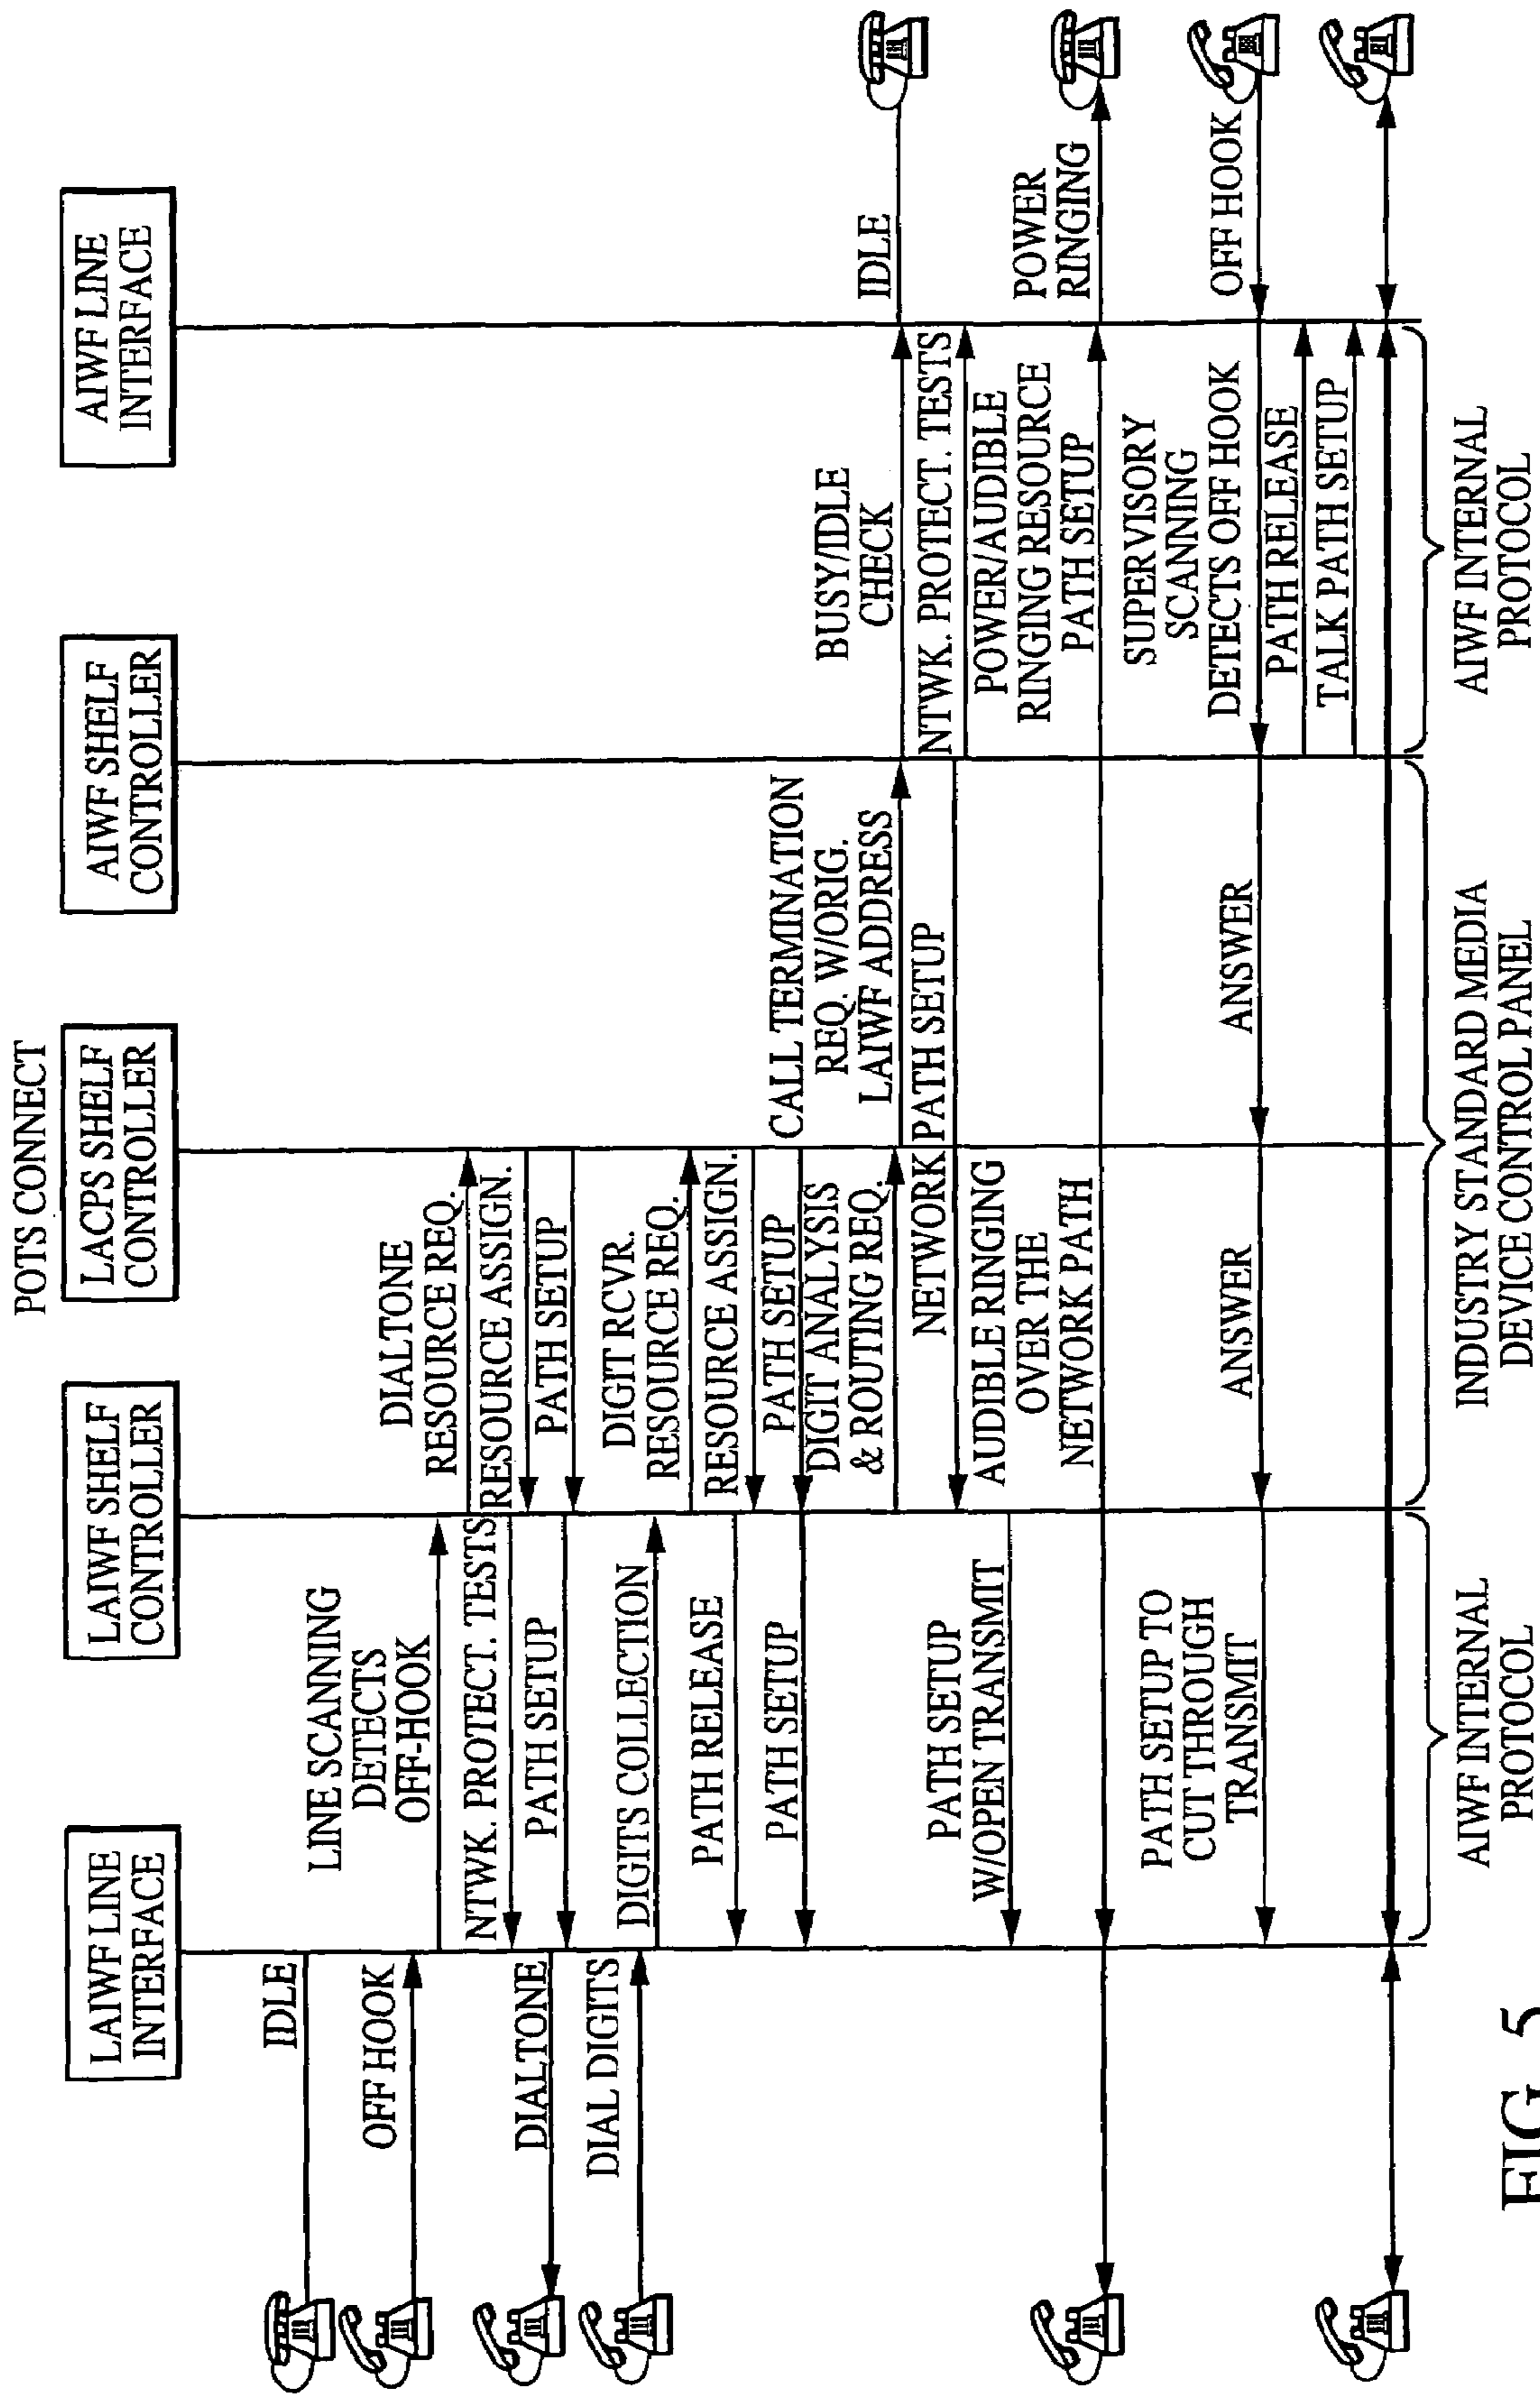 POTS CONNECT
LAIWF LINE
INTERFACE
LAIWF SHELF
CONTROLLER
LACPS SHELF
CONTROLLER
AIWF SHELF
CONTROLLER
AIWF LINE
INTERFACE
IDLE
OFF HOOK
LINE SCANNING
DETECTS
OFF-HOOK
DIALTONE
RESOURCE REQ.
NTWK. PROTECT. TESTS
RESOURCE ASSIGN.
DIALTONE
PATH SETUP
PATH SETUP
DIAL DIGITS
DIGITS COLLECTION
DIGIT RCVR.
RESOURCE REQ.
PATH RELEASE
RESOURCE ASSIGN.
PATH SETUP
PATH SETUP
DIGIT ANALYSIS
& ROUTING REQ.
CALL TERMINATION
REQ. W/ORIG.
LAIWF ADDRESS
BUSY/IDLE
CHECK
IDLE
NETWORK PATH SETUP
NTWK. PROTECT. TESTS
PATH SETUP
W/OPEN TRANSMIT
AUDIBLE RINGING
OVER THE
NETWORK PATH
POWER/AUDIBLE
RINGING RESOURCE
PATH SETUP
POWER
RINGING
PATH SETUP TO
CUT THROUGH
TRANSMIT
ANSWER
ANSWER
SUPERVISORY
SCANNING
DETECTS OFF HOOK
OFF HOOK
PATH RELEASE
TALK PATH SETUP
AIWF INTERNAL
PROTOCOL
INDUSTRY STANDARD MEDIA
DEVICE CONTROL PANEL
AIWF INTERNAL
PROTOCOL
FIG. 5